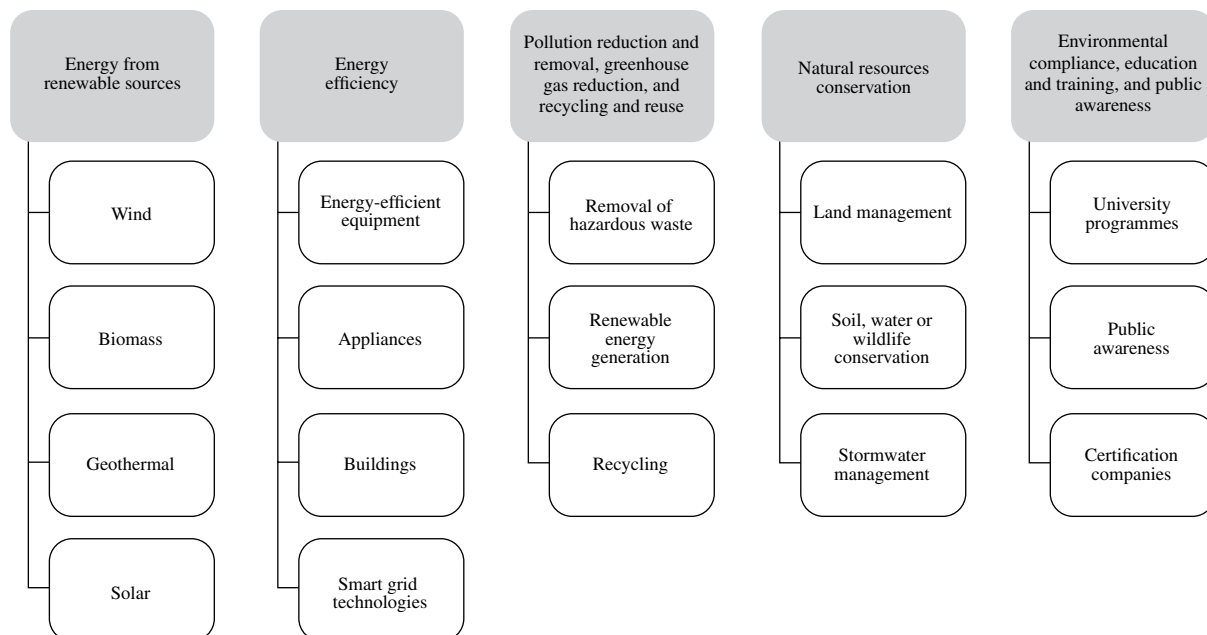 Energy from
renewable sources
Wind
Biomass
Geothermal
Solar
Energy
efficiency
Energy-efficient
equipment
Appliances
Buildings
Smart grid
technologies
Pollution reduction and
removal, greenhouse
gas reduction, and
recycling and reuse
Removal of
hazardous waste
Renewable
energy
generation
Recycling
Natural resources
conservation
Land management
Soil, water or
wildlife
conservation
Stormwater
management
Environmental
compliance, education
and training, and public
awareness
University
programmes
Public
awareness
Certification
companies